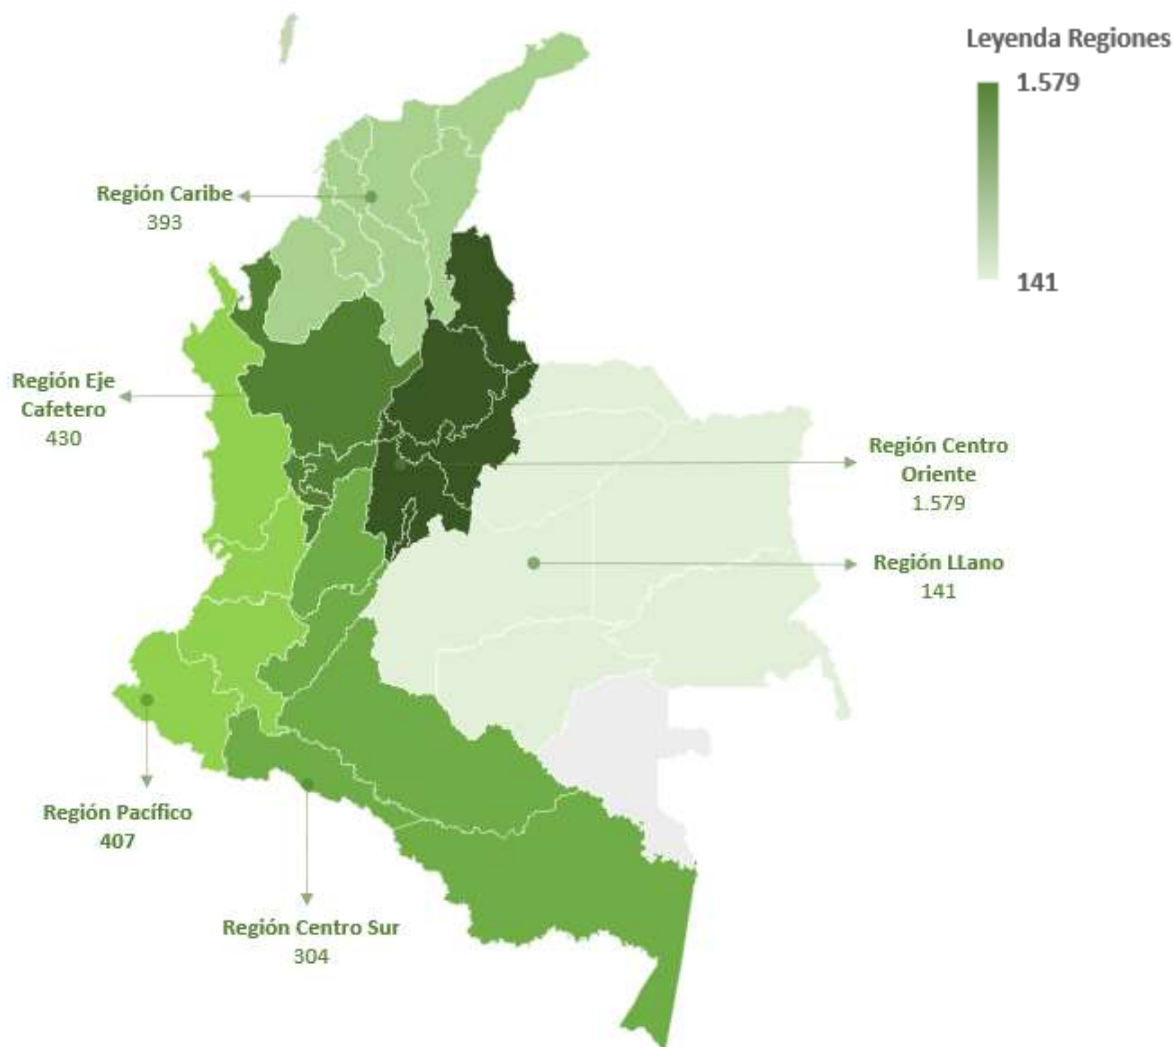 Leyenda Regiones
1.579
141
Región Caribe
393
Región Eje
Cafetero
430
Región Centro
Oriente
1.579
Región LLano
141
Región Pacífico
407
Región Centro Sur
304